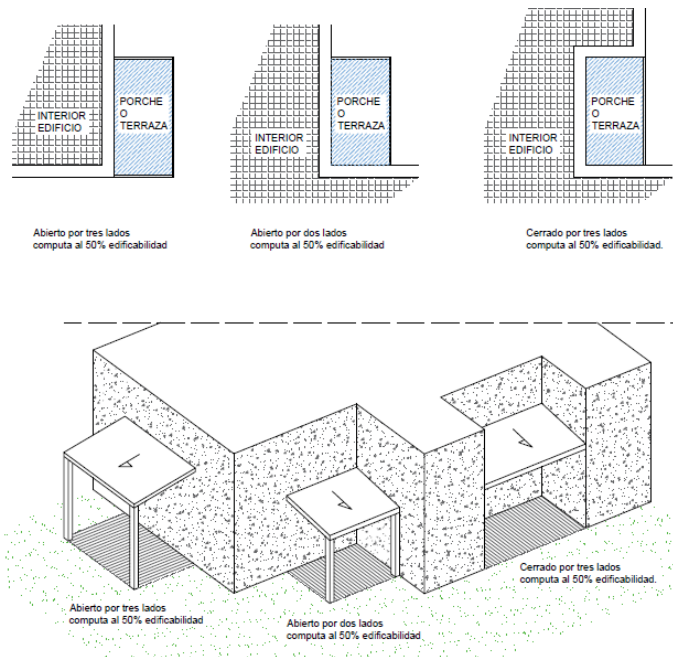 INTERIOR
EDIFICIO
PORCHE
O
TERRAZA
INTERIOR
EDIFICIO
PORCHE
O
TERRAZA
INTERIOR
EDIFICIO
PORCHE
O
TERRAZA
Abierto por tres lados
computa al 50% edificabilidad
Abierto por dos lados
computa al 50% edificabilidad
Cerrado por tres lados
computa al 50% edificabilidad.
Cerrado por tres lados
computa al 50% edificabilidad.
Abierto por tres lados
computa al 50% edificabilidad
Abierto por dos lados
computa al 50% edificabilidad